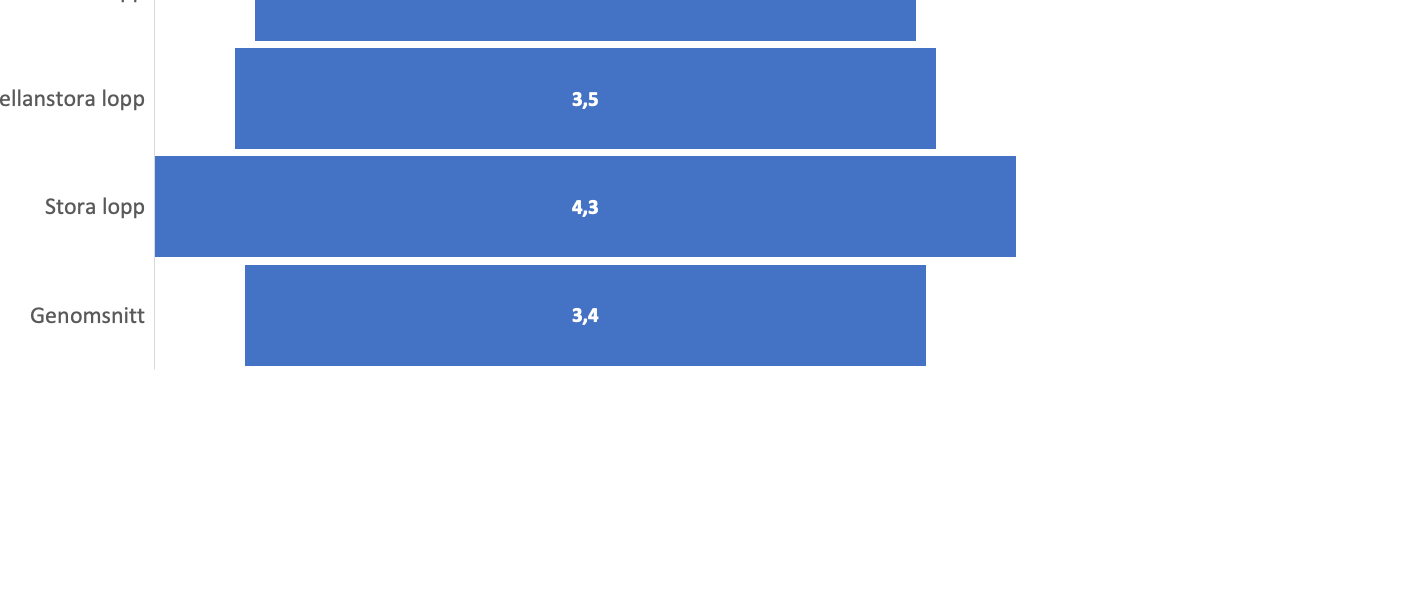 ellanstora lopp
3,5
Stora lopp
4,3
Genomsnitt
3,4